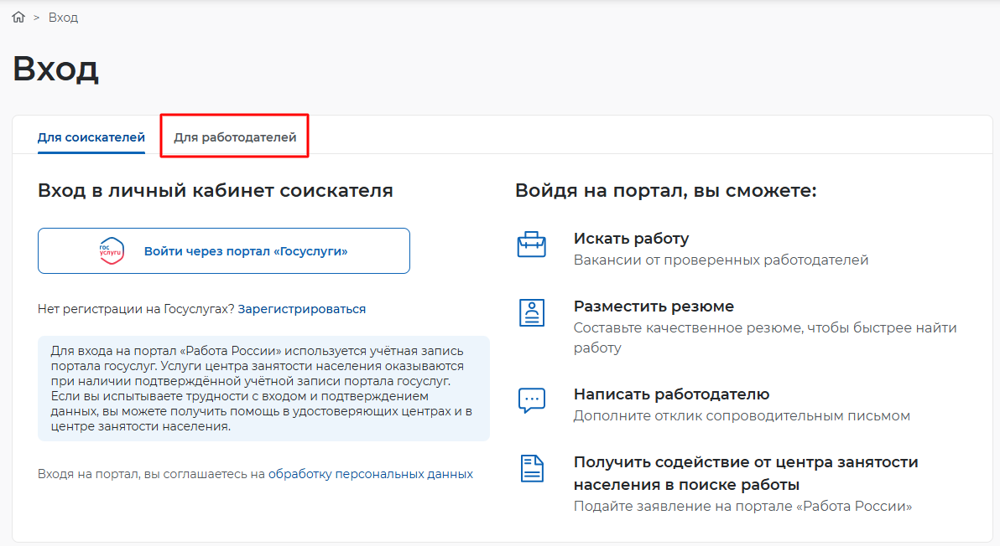 > Вход
Вход
Для соискателей Для работодателей
Вход в личный кабинет соискателя
гос
услуги
Войти через портал «Госуслуги»
Нет регистрации на Госуслугах? Зарегистрироваться
Для входа на портал «Работа России» используется учётная запись
портала госуслуг. Услуги центра занятости населения оказываются
при наличии подтверждённой учётной записи портала госуслуг.
Если вы испытываете трудности с входом и подтверждением
данных, вы можете получить помощь в удостоверяющих центрах и в
центре занятости населения.
Входя на портал, вы соглашаетесь на обработку персональных данных
Войдя на портал, вы сможете:
Искать работу
Вакансии от проверенных работодателей
Разместить резюме
Составьте качественное резюме, чтобы быстрее найти
работу
Написать работодателю
Дополните отклик сопроводительным письмом
Получить содействие от центра занятости
населения в поиске работы
Подайте заявление на портале «Работа России»